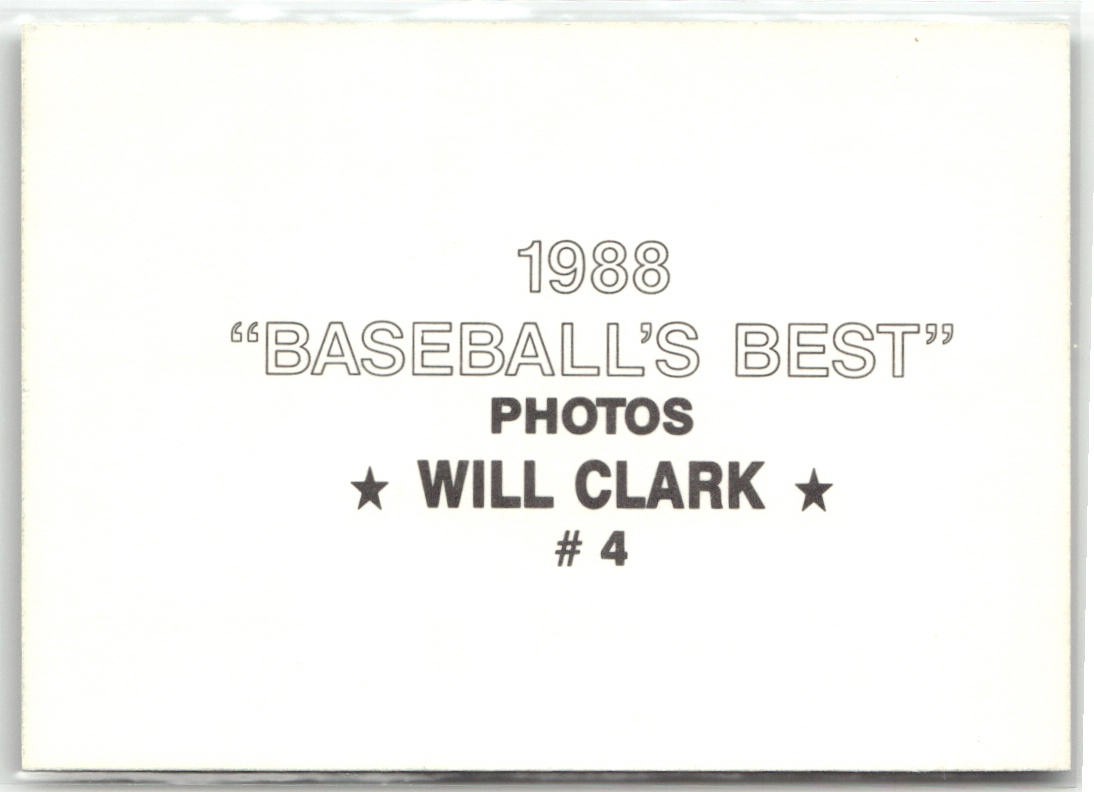 1988
“BASEBALL’S BEST”
PHOTOS
★ WILL CLARK ★
# 4